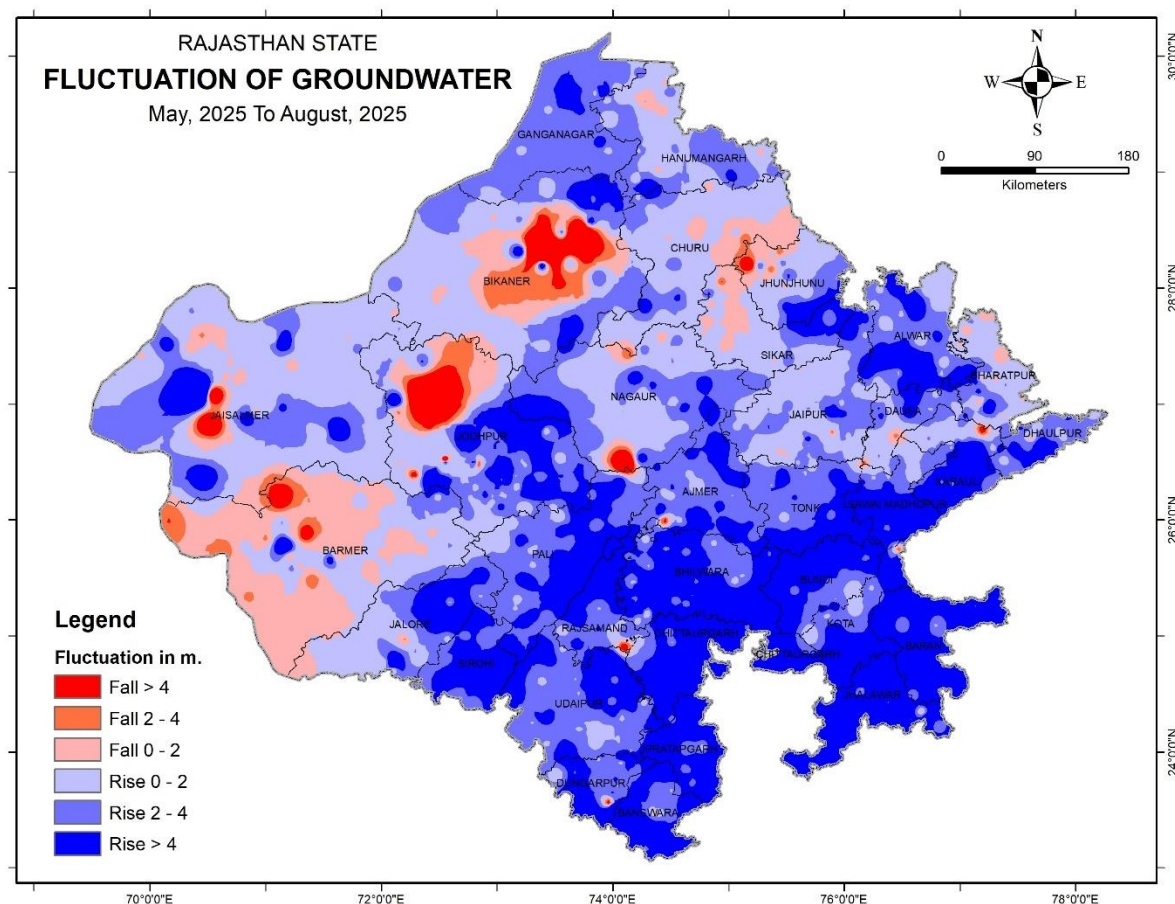 RAJASTHAN STATE
FLUCTUATION OF GROUNDWATER
May, 2025 To August, 2025
N
W
E
S
0 90 180
Kilometers
GANGANAGAR
HANUMANGARH
CHURU
BIKANER
JHUNJHUNU
ALWAR
SIKAR
BHARATPUR
NAGAUR
JAISALMER
JAIPUR
DAUSA
DHAULPUR
JODHPUR
KARAULI
AJMER
SAWAI MADHOPUR
TONK
BARMER
PALI
BHILWARA
BUNDI
JALORE
RAJSAMAND
CHITTAURGARH
KOTA
BARAN
CHITTAURGARH
SIROHI
JHALAWAR
UDAIPUR
PRATAPGARH
DUNGARPUR
BANSWARA
Legend
Fluctuation in m.
Fall > 4
Fall 2 - 4
Fall 0 - 2
Rise 0 - 2
Rise 2 - 4
Rise > 4
30°0'0"N
28°0'0"N
26°0'0"N
24°0'0"N
70°0'0"E
72°0'0"E
74°0'0"E
76°0'0"E
78°0'0"E